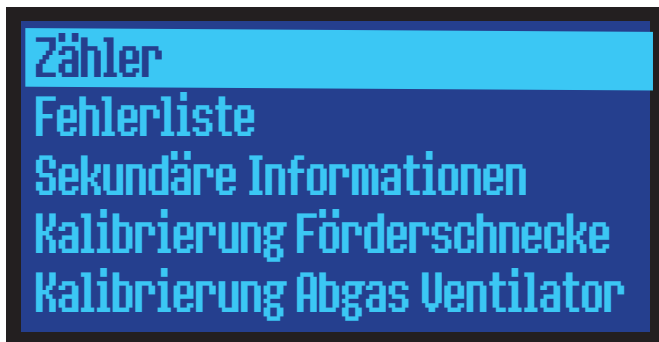 Zähler
Fehlerliste
Sekundäre Informationen
Kalibrierung Förderschnecke
Kalibrierung Abgas Ventilator